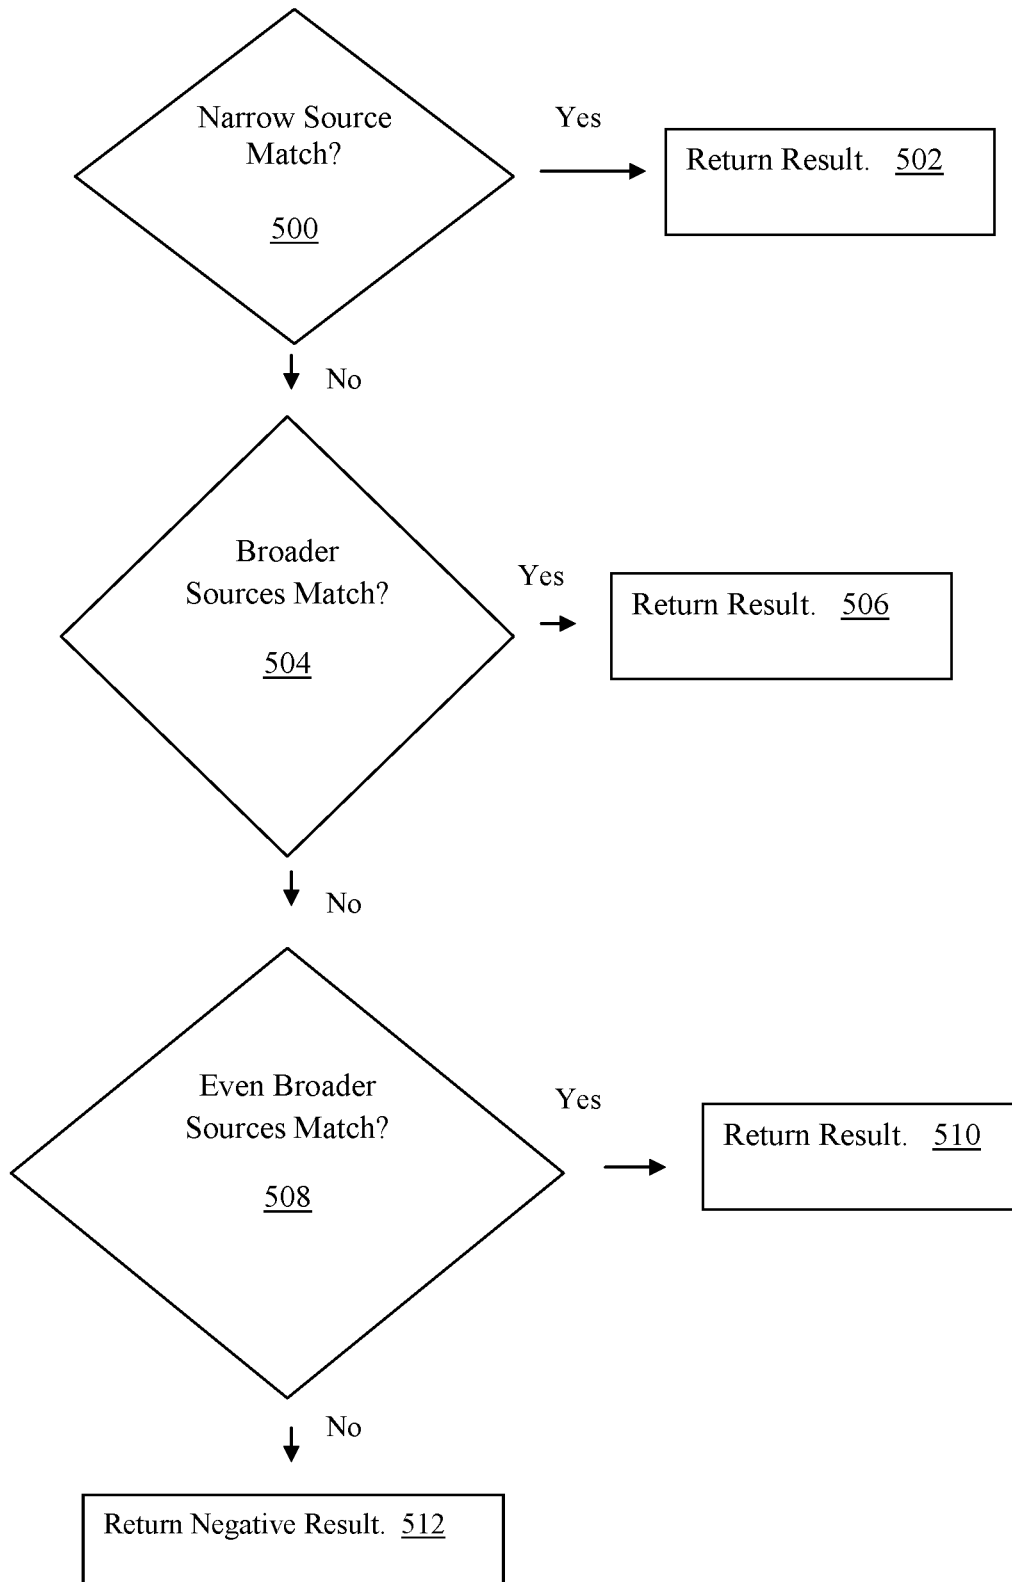 Narrow Source
Match?
500
Yes
Return Result. 502
No
Broader
Sources Match?
504
Yes
Return Result. 506
No
Even Broader
Sources Match?
508
Yes
Return Result. 510
No
Return Negative Result. 512